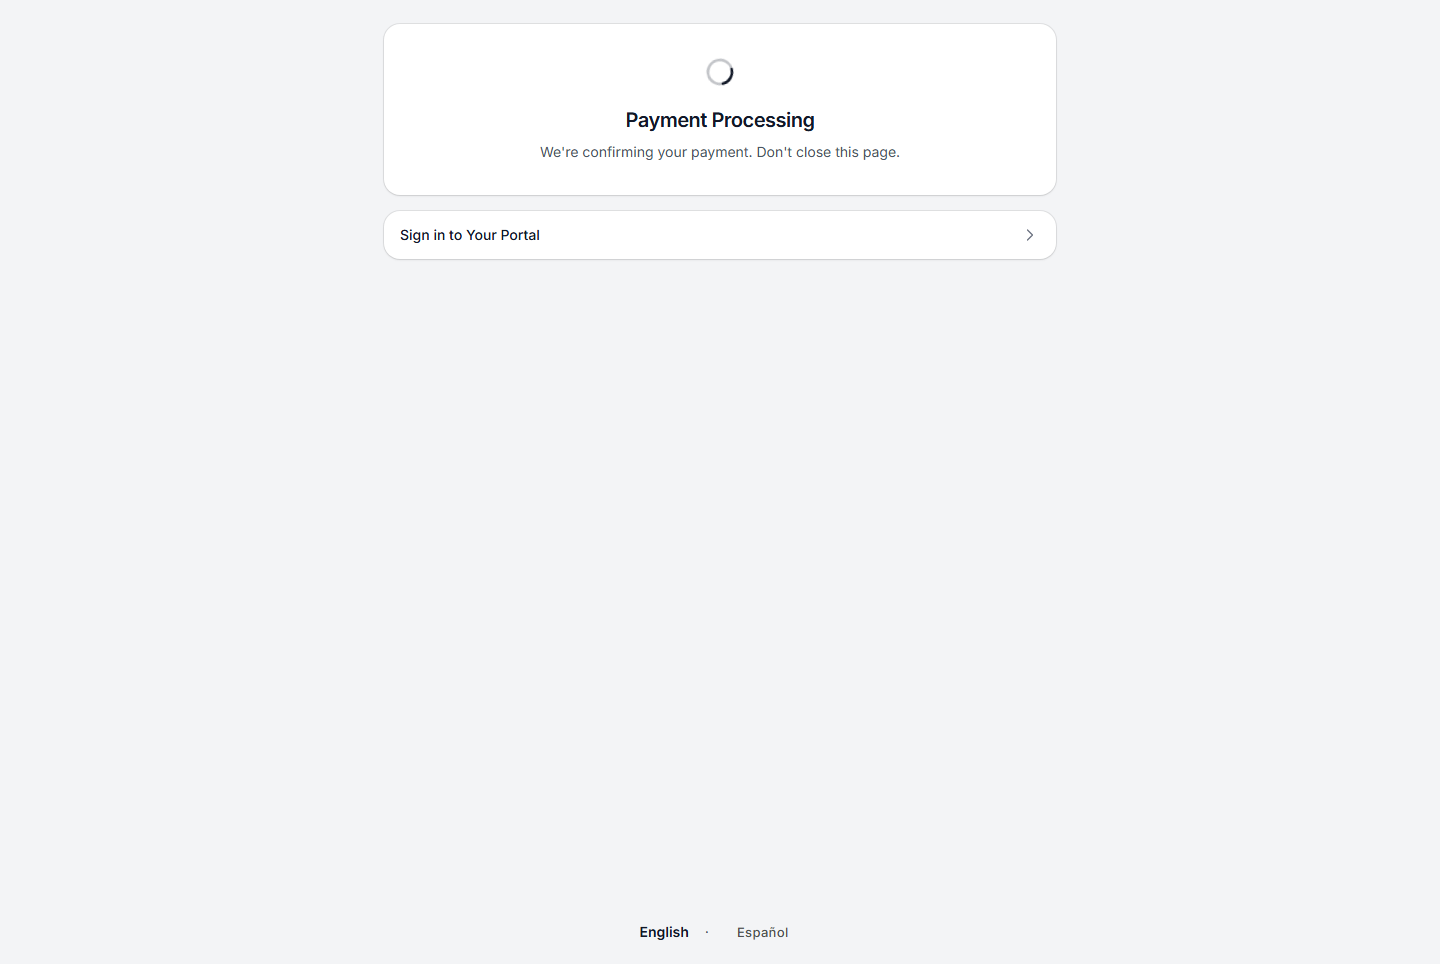 Payment Processing
We're confirming your payment. Don't close this page.
Sign in to Your Portal
English · Español